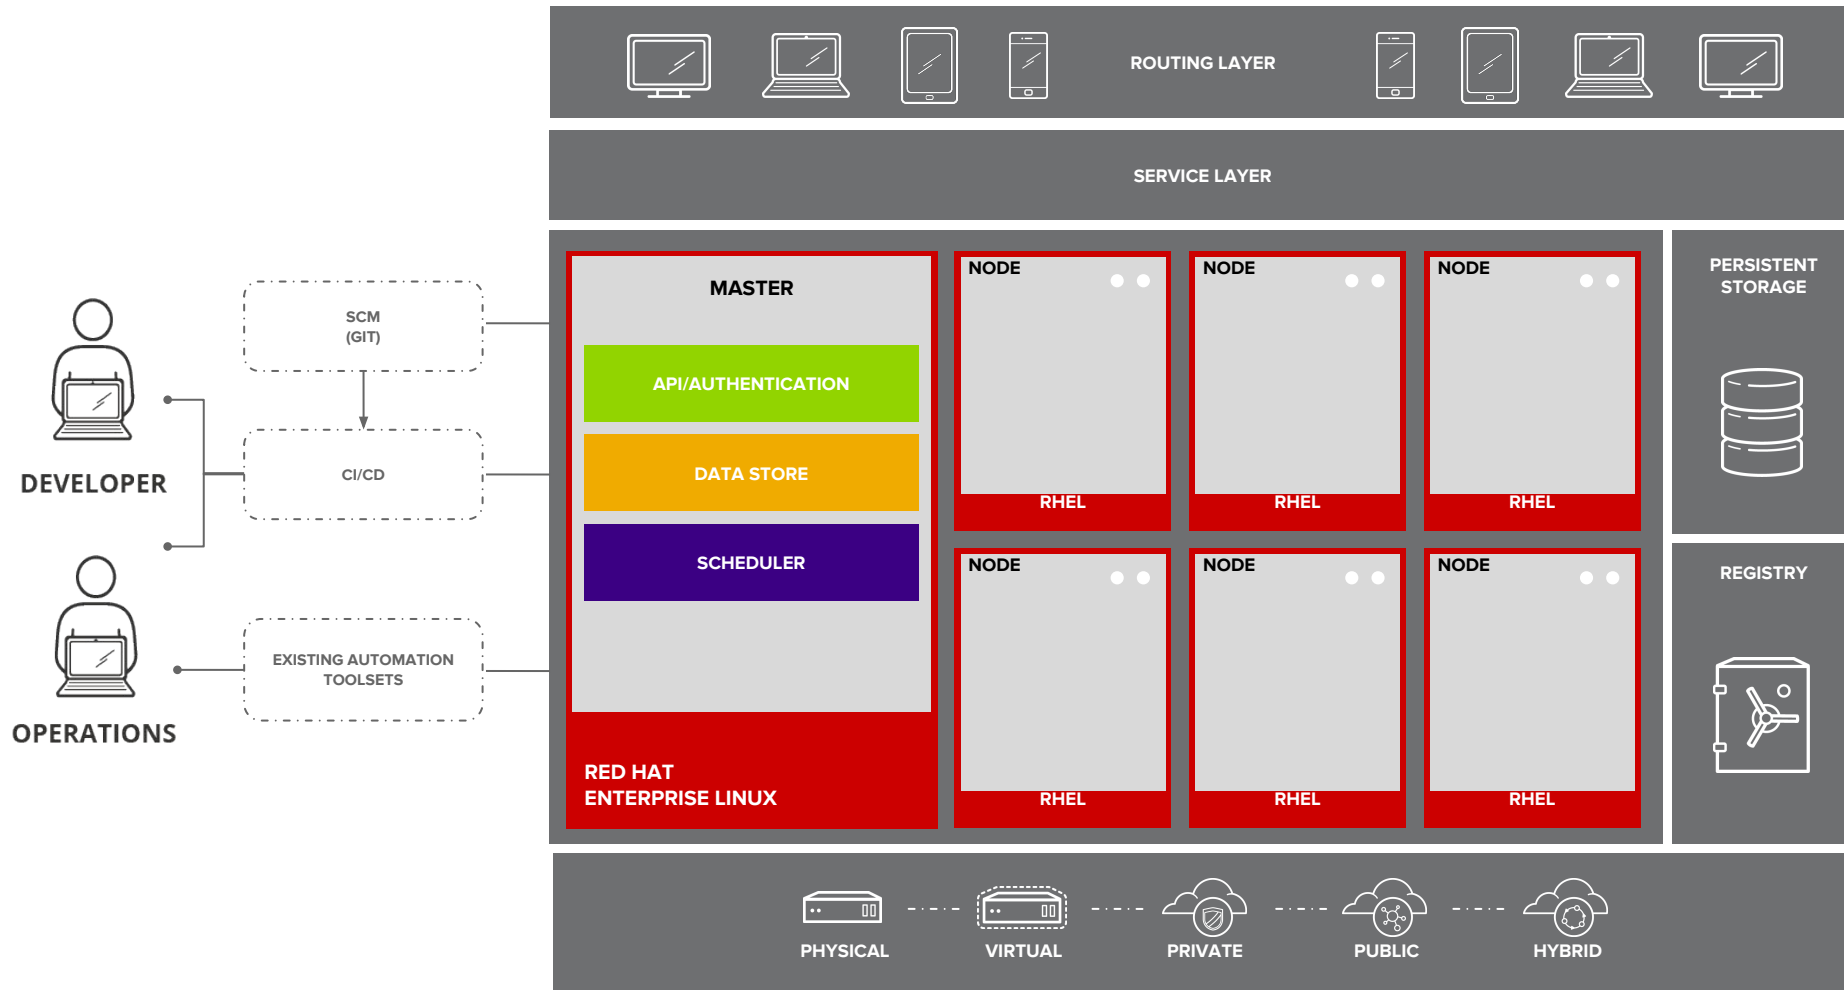 ROUTING LAYER
SERVICE LAYER
DEVELOPER
OPERATIONS
SCM
(GIT)
CI/CD
EXISTING AUTOMATION
TOOLSETS
MASTER
API/AUTHENTICATION
DATA STORE
SCHEDULER
RED HAT
ENTERPRISE LINUX
NODE
RHEL
NODE
RHEL
NODE
RHEL
NODE
RHEL
NODE
RHEL
NODE
RHEL
PERSISTENT
STORAGE
REGISTRY
PHYSICAL
VIRTUAL
PRIVATE
PUBLIC
HYBRID